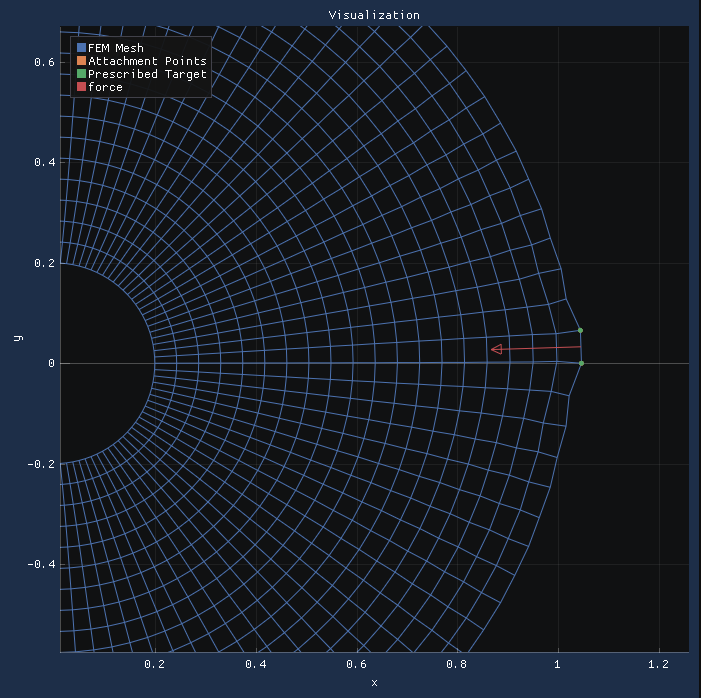 Visualization
FEM Mesh
Attachment Points
Prescribed Target
force
0.6
0.4
0.2
0
-0.2
-0.4
y
0.2 0.4 0.6 0.8 1 1.2
x